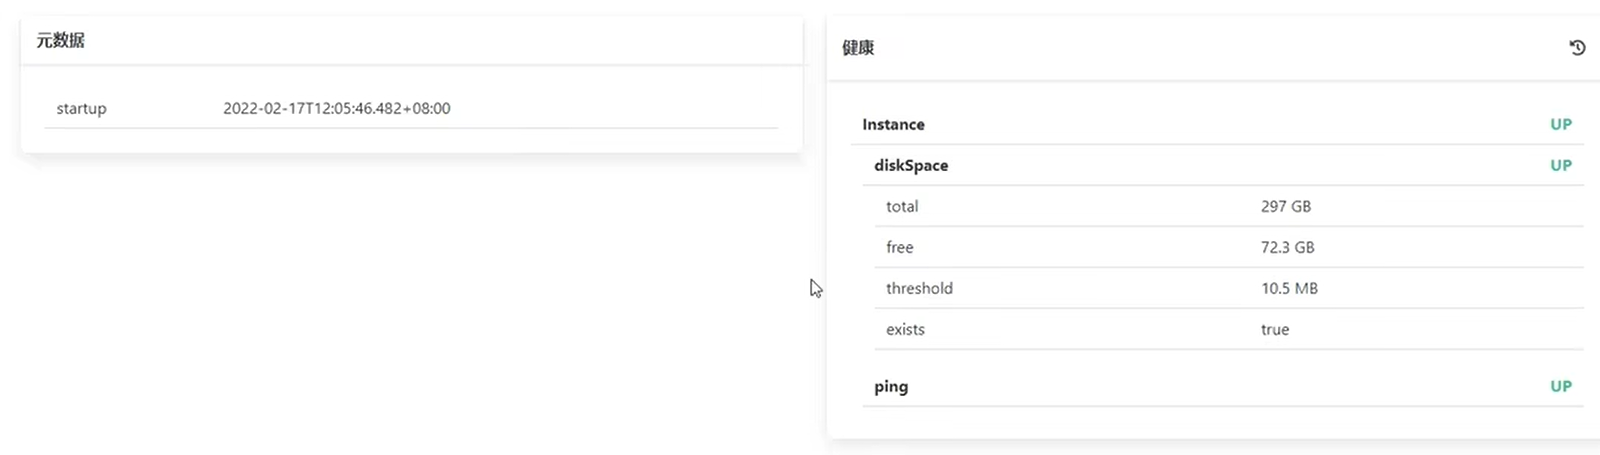 元数据
startup 2022-02-17T12:05:46.482+08:00
健康
Instance UP
diskSpace UP
total 297 GB
free 72.3 GB
threshold 10.5 MB
exists true
ping UP